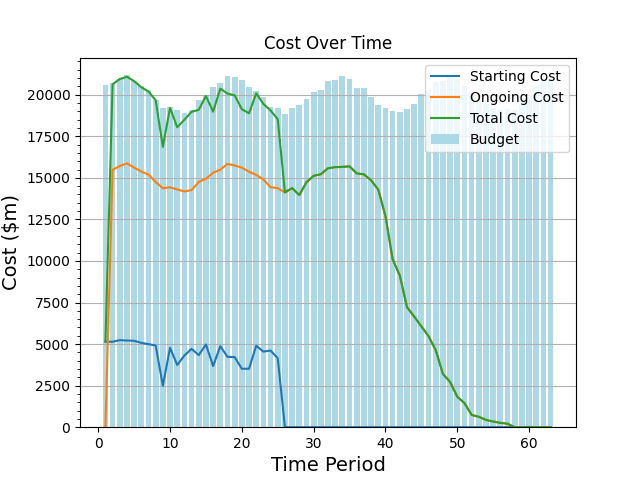 Cost Over Time
Starting Cost
Ongoing Cost
Total Cost
Budget
20000
17500
15000
12500
10000
7500
5000
2500
0
Cost ($m)
0 10 20 30 40 50 60
Time Period